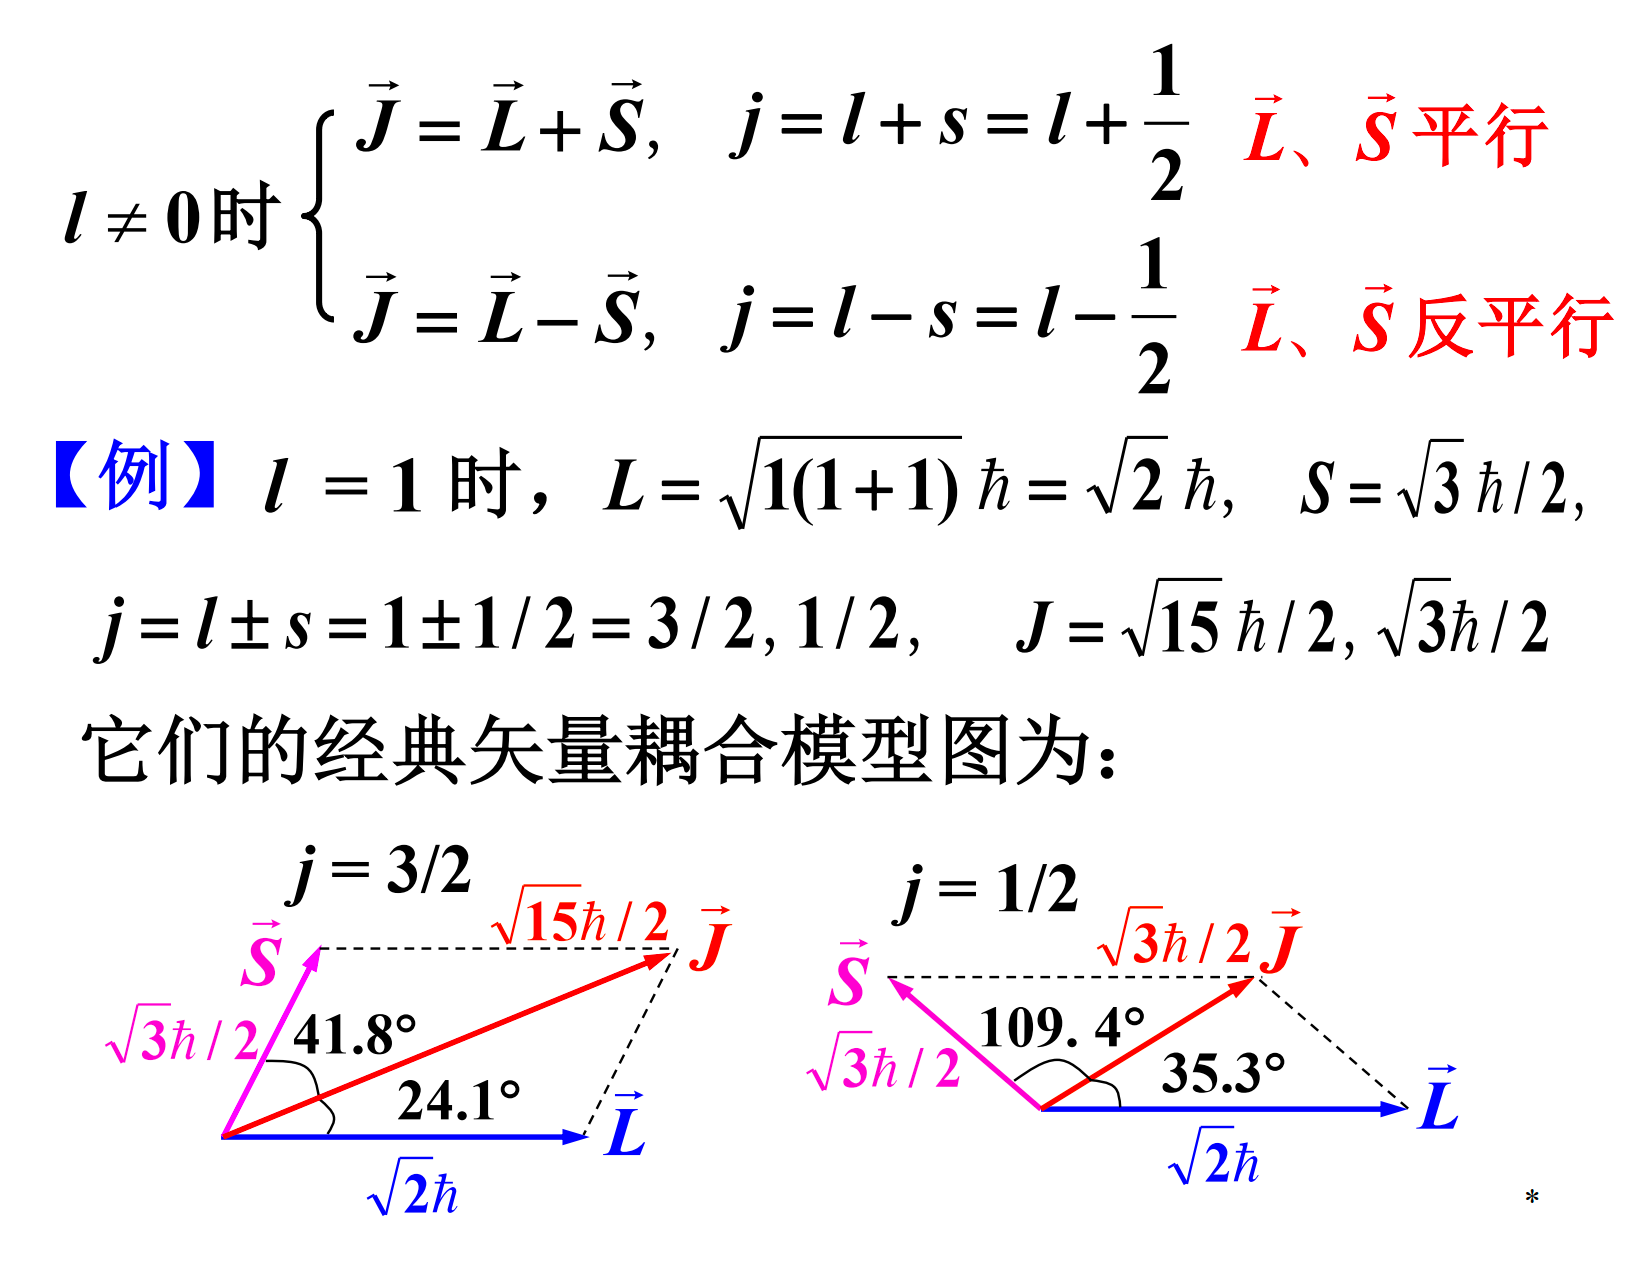 l ≠ 0 时 { J⃗ = L⃗ + S⃗, j = l + s = l + 1/2 L⃗、S⃗ 平行
J⃗ = L⃗ − S⃗, j = l − s = l − 1/2 L⃗、S⃗ 反平行
【例】 l = 1 时， L = √1(1+1) ℏ = √2 ℏ, S = √3 ℏ / 2,
j = l ± s = 1 ± 1/2 = 3/2, 1/2, J = √15 ℏ / 2, √3ℏ / 2
它们的经典矢量耦合模型图为：
j = 3/2
√15ℏ / 2 J⃗
S⃗
√3ℏ / 2
41.8°
24.1°
L⃗
√2ℏ
j = 1/2
√3ℏ / 2 J⃗
S⃗
√3ℏ / 2
109. 4°
35.3°
L⃗
√2ℏ
*